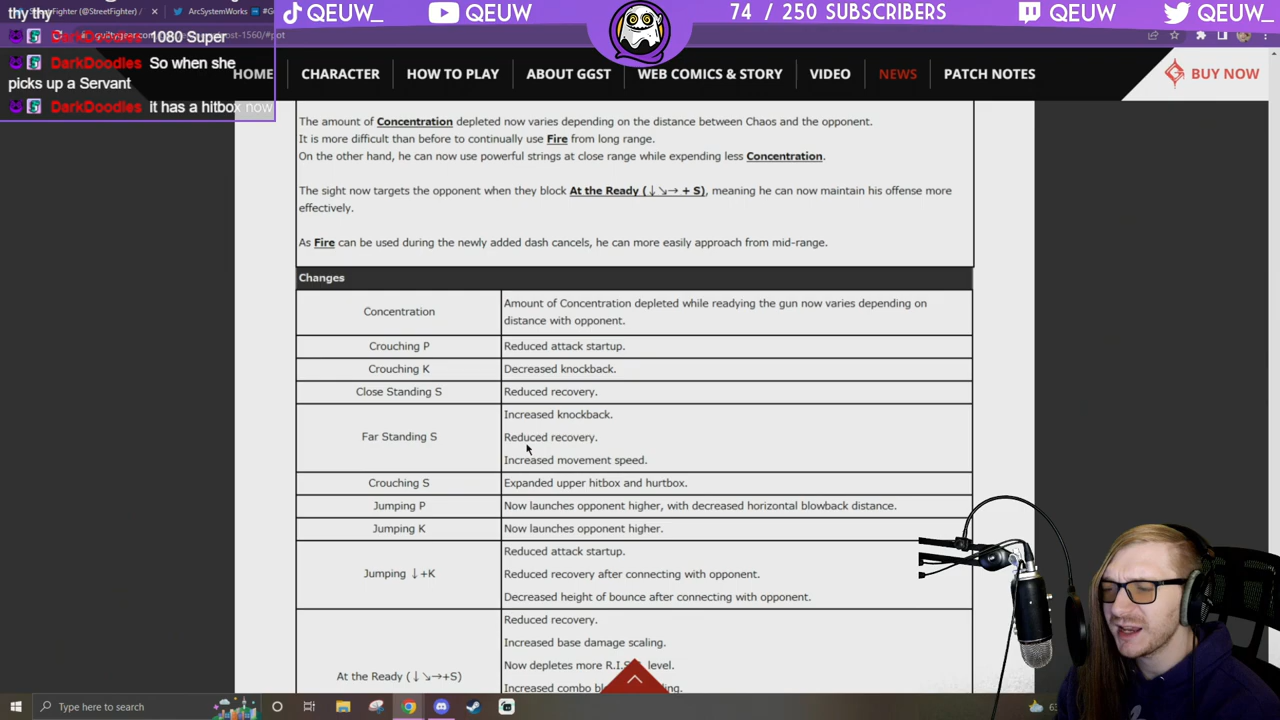 thy thy
StreetFighter (@StreetFighter) /
ArcSystemWorks
QEUW_
QEUW
74 / 250 SUBSCRIBERS
QEUW
QEUW_
DarkDoodles 1080 Super
DarkDoodles So when she
picks up a Servant
DarkDoodles it has a hitbox now
HOME
CHARACTER
HOW TO PLAY
ABOUT GGST
WEB COMICS & STORY
VIDEO
NEWS
PATCH NOTES
BUY NOW
The amount of Concentration depleted now varies depending on the distance between Chaos and the opponent.
It is more difficult than before to continually use Fire from long range.
On the other hand, he can now use powerful strings at close range while expending less Concentration.
The sight now targets the opponent when they block At the Ready (↓↘→ + S), meaning he can now maintain his offense more
effectively.
As Fire can be used during the newly added dash cancels, he can more easily approach from mid-range.
Changes
Concentration
Amount of Concentration depleted while readying the gun now varies depending on
distance with opponent.
Crouching P
Reduced attack startup.
Crouching K
Decreased knockback.
Close Standing S
Reduced recovery.
Far Standing S
Increased knockback.
Reduced recovery.
Increased movement speed.
Crouching S
Expanded upper hitbox and hurtbox.
Jumping P
Now launches opponent higher, with decreased horizontal blowback distance.
Jumping K
Now launches opponent higher.
Jumping ↓+K
Reduced attack startup.
Reduced recovery after connecting with opponent.
Decreased height of bounce after connecting with opponent.
At the Ready (↓↘→+S)
Reduced recovery.
Increased base damage scaling.
Now depletes more level.
Increased combo
Type here to search